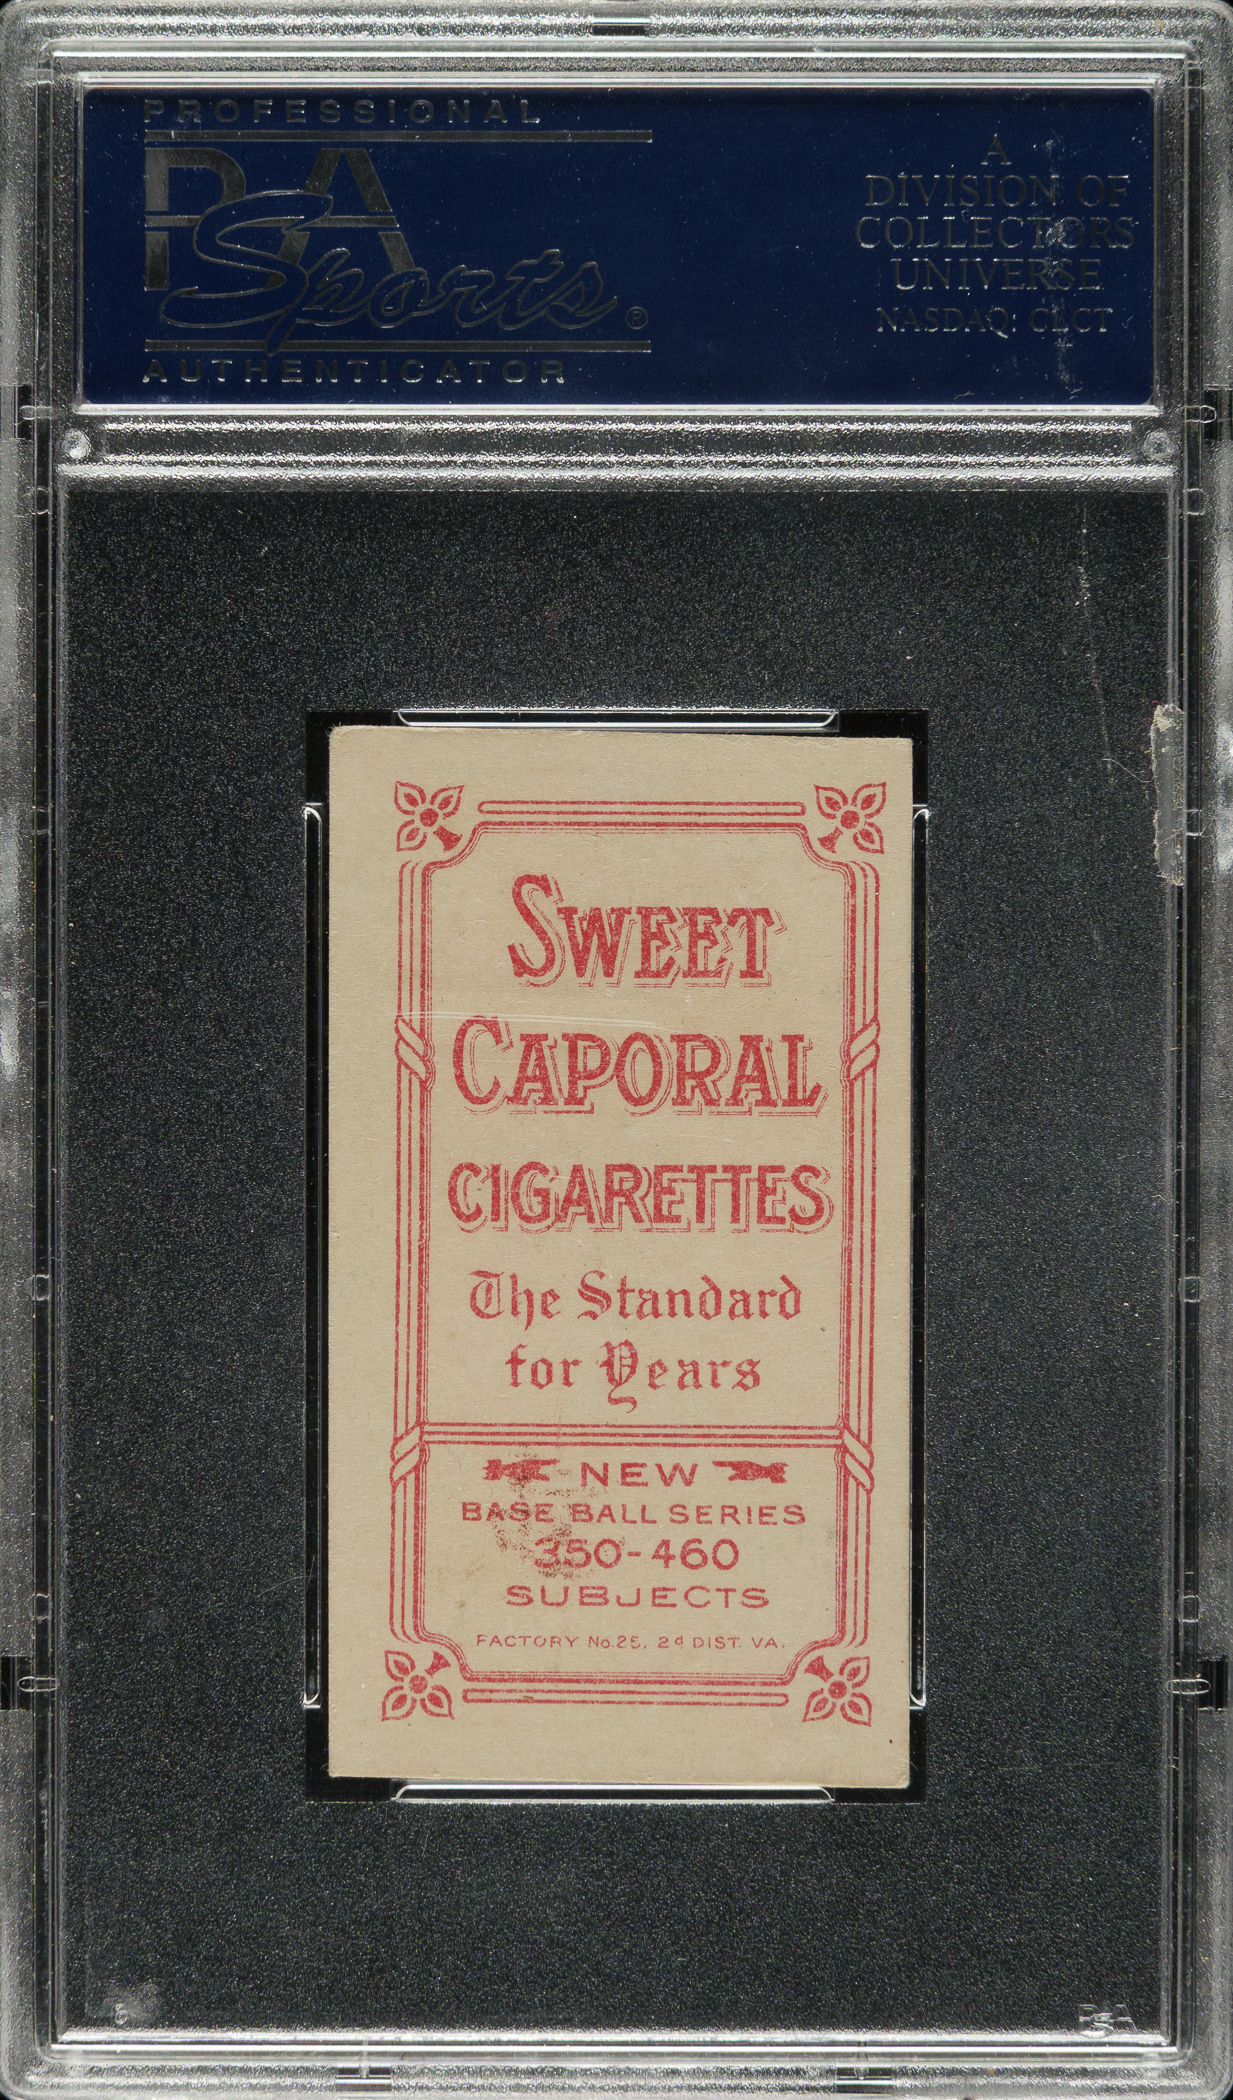 PROFESSIONAL
PSA
Sports®
AUTHENTICATOR
A
DIVISION OF
COLLECTORS
UNIVERSE
NASDAQ: CLCT
SWEET
CAPORAL
CIGARETTES
The Standard
for Years
NEW
BASE BALL SERIES
350-460
SUBJECTS
FACTORY No.25, 2d DIST. VA.
PSA